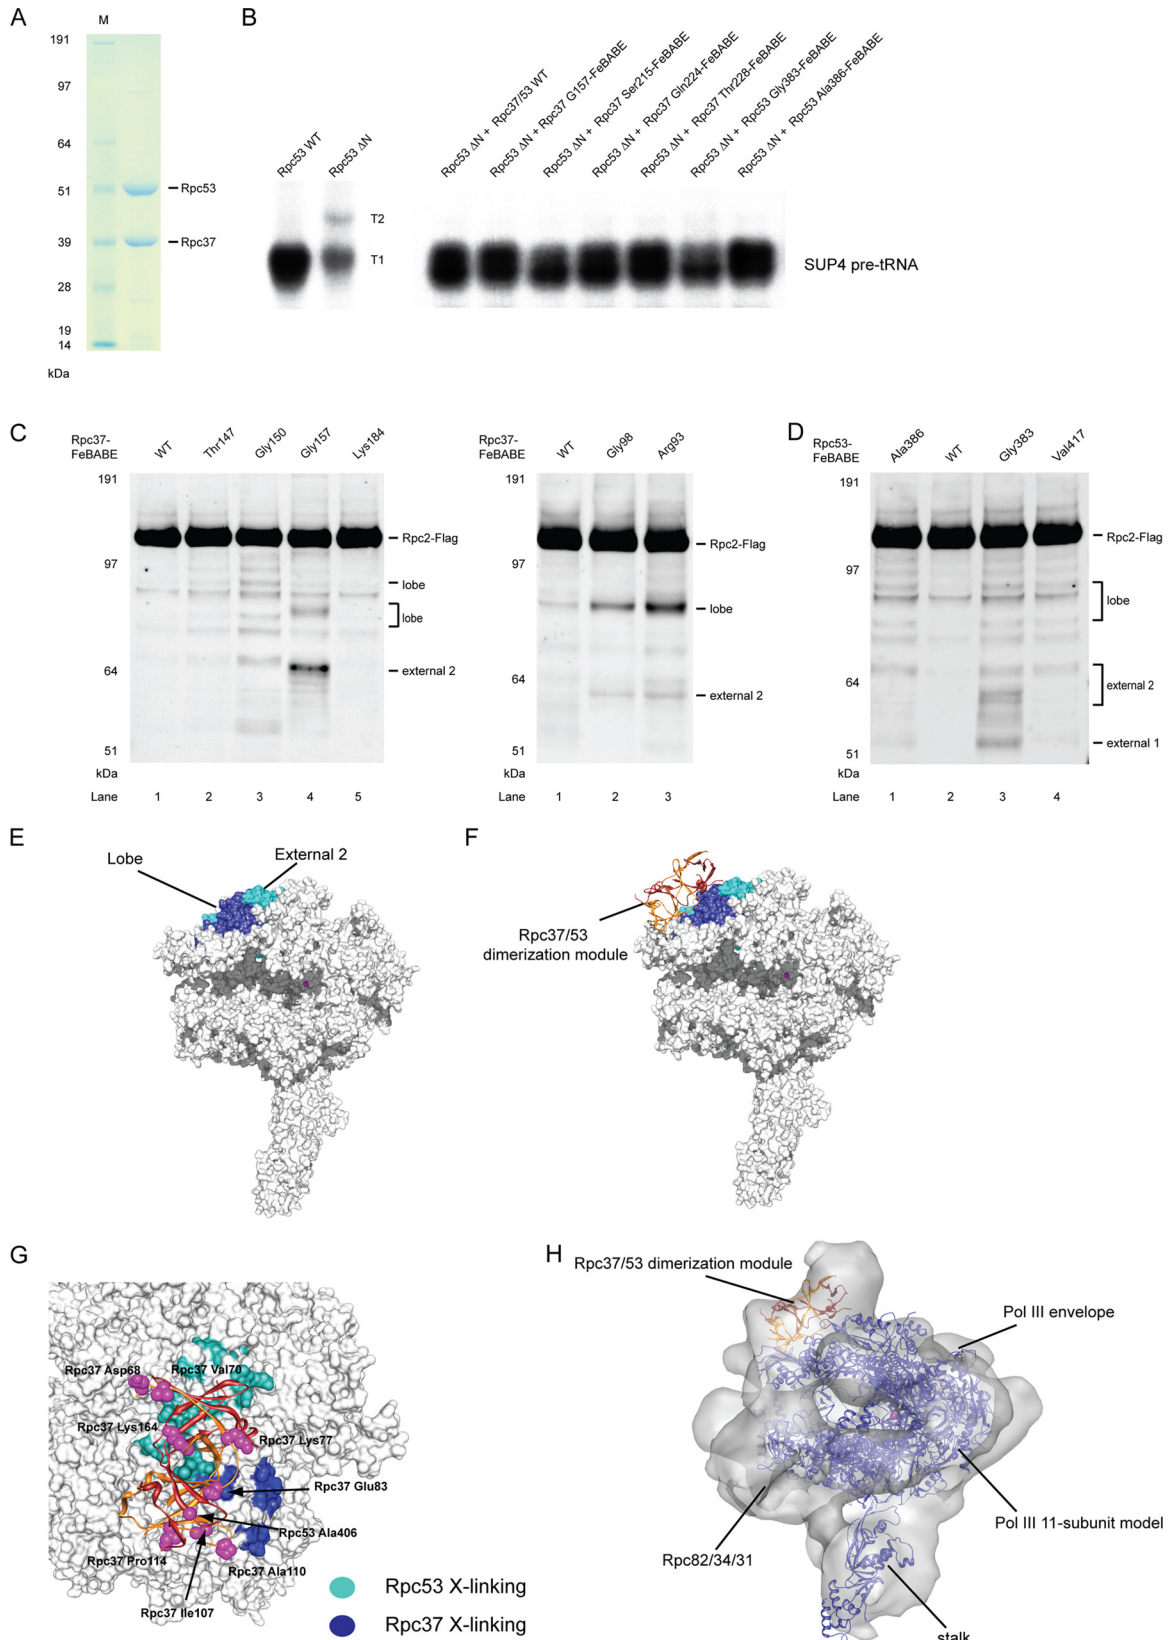 A
M
191
97
64
51
39
28
19
14
kDa
Rpc53
Rpc37
B
Rpc53 WT
Rpc53 ΔN
T2
T1
Rpc53 ΔN + Rpc37/53 WT
Rpc53 ΔN + Rpc37 G157-FeBABE
Rpc53 ΔN + Rpc37 Ser215-FeBABE
Rpc53 ΔN + Rpc37 Gln224-FeBABE
Rpc53 ΔN + Rpc37 Thr228-FeBABE
Rpc53 ΔN + Rpc53 Gly383-FeBABE
Rpc53 ΔN + Rpc53 Ala386-FeBABE
SUP4 pre-tRNA
C
Rpc37-
FeBABE
WT
Thr147
Gly150
Gly157
Lys184
191
97
64
51
kDa
Lane
1
2
3
4
5
Rpc2-Flag
lobe
lobe
external 2
Rpc37-
FeBABE
WT
Gly98
Arg93
191
97
64
51
kDa
Lane
1
2
3
Rpc2-Flag
lobe
external 2
D
Rpc53-
FeBABE
Ala386
WT
Gly383
Val417
191
97
64
51
kDa
Lane
1
2
3
4
Rpc2-Flag
lobe
external 2
external 1
E
Lobe
External 2
F
Rpc37/53
dimerization module
G
Rpc37 Asp68
Rpc37 Val70
Rpc37 Lys164
Rpc37 Lys77
Rpc37 Glu83
Rpc53 Ala406
Rpc37 Pro114
Rpc37 Ala110
Rpc37 Ile107
Rpc53 X-linking
Rpc37 X-linking
H
Rpc37/53 dimerization module
Pol III envelope
Pol III 11-subunit model
Rpc82/34/31
stalk